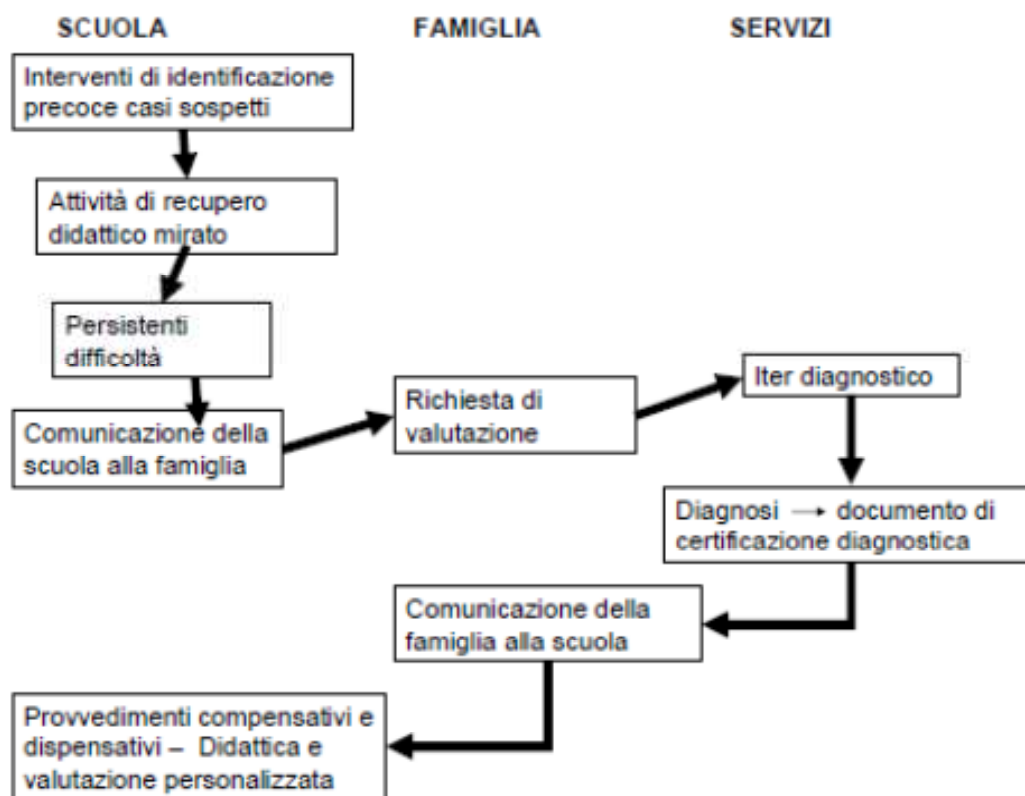 SCUOLA
FAMIGLIA
SERVIZI
Interventi di identificazione
precoce casi sospetti
Attività di recupero
didattico mirato
Persistenti
difficoltà
Comunicazione della
scuola alla famiglia
Richiesta di
valutazione
Iter diagnostico
Diagnosi → documento di
certificazione diagnostica
Comunicazione della
famiglia alla scuola
Provvedimenti compensativi e
dispensativi – Didattica e
valutazione personalizzata